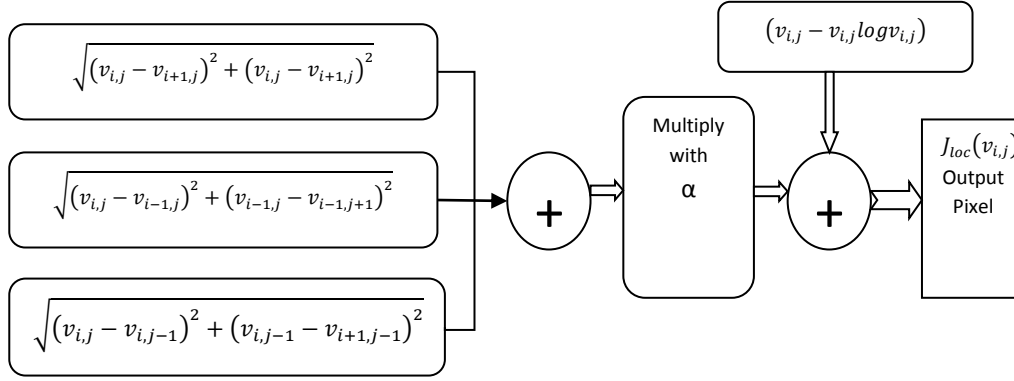 √((v_{i,j} − v_{i+1,j})² + (v_{i,j} − v_{i+1,j})²)
√((v_{i,j} − v_{i−1,j})² + (v_{i−1,j} − v_{i−1,j+1})²)
√((v_{i,j} − v_{i,j−1})² + (v_{i,j−1} − v_{i+1,j−1})²)
+
Multiply
with
α
(v_{i,j} − v_{i,j}logv_{i,j})
+
J_{loc}(v_{i,j})
Output
Pixel